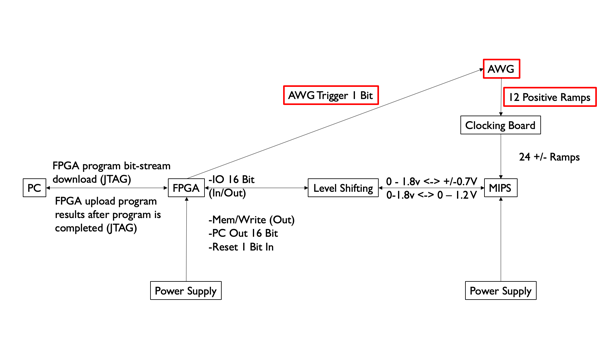 AWG
AWG Trigger 1 Bit
12 Positive Ramps
Clocking Board
24 +/- Ramps
FPGA program bit-stream
download (JTAG)
PC
FPGA
FPGA upload program
results after program is
completed (JTAG)
-IO 16 Bit
(In/Out)
-Mem/Write (Out)
-PC Out 16 Bit
-Reset 1 Bit In
Level Shifting
0 - 1.8v <-> +/-0.7V
0-1.8v <-> 0 – 1.2 V
MIPS
Power Supply
Power Supply